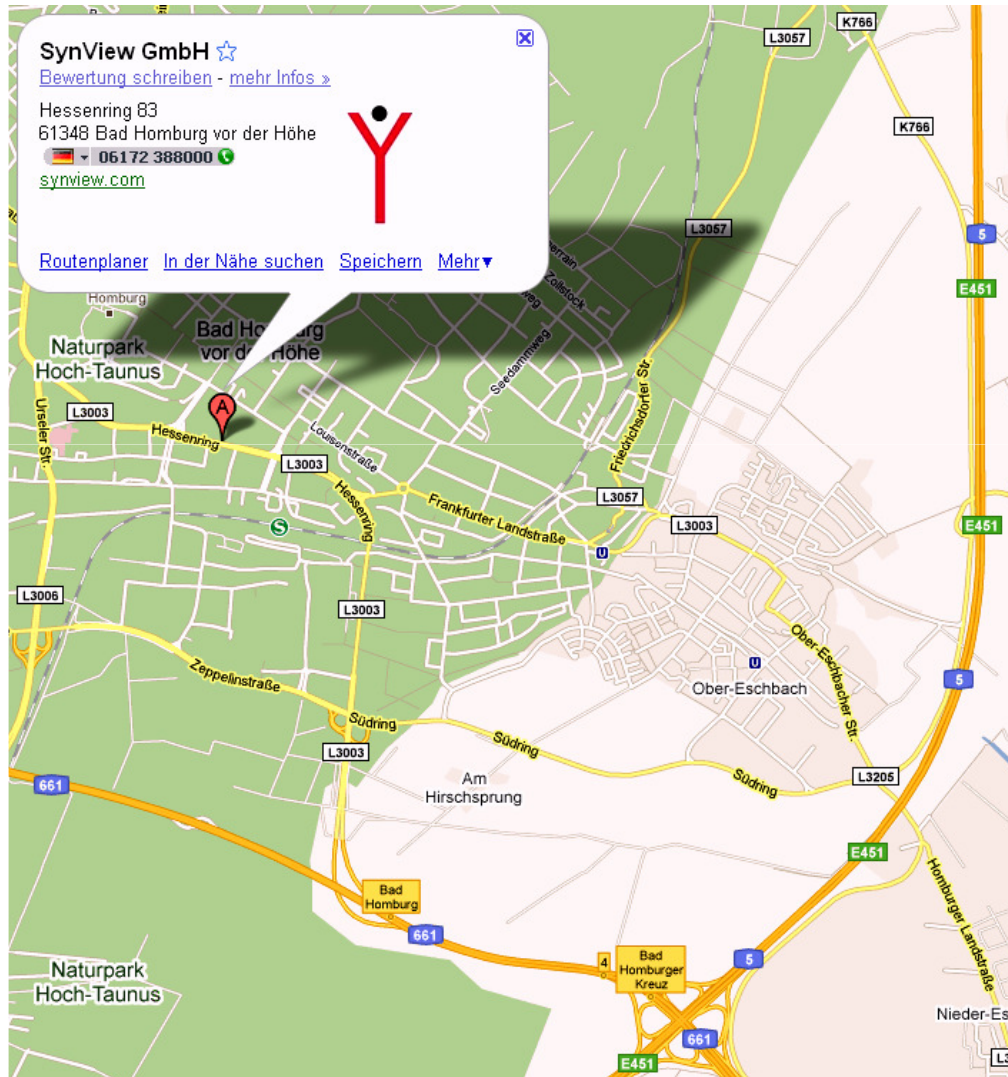 SynView GmbH
Bewertung schreiben - mehr Infos »
Hessenring 83
61348 Bad Homburg vor der Höhe
06172 388000
synview.com
Routenplaner In der Nähe suchen Speichern Mehr▼
K766
L3057
K766
5
L3057
E451
Zollstock
Homburg
Bad Homburg
vor der Höhe
Naturpark
Hoch-Taunus
Seedammweg
Friedrichsdorfer Str.
Urseler Str.
L3003
A
Hessenring
Louisenstraße
L3003
Hessenring
L3057
Frankfurter Landstraße
L3003
E451
S
U
L3006
L3003
Ober-Eschbacher Str.
Zeppelinstraße
U
Ober-Eschbach
5
Südring
Südring
L3003
Südring
L3205
661
Am
Hirschsprung
E451
Homburger Landstraße
Bad
Homburg
661
4
Bad
Homburger
Kreuz
5
Naturpark
Hoch-Taunus
Nieder-Es
661
E451